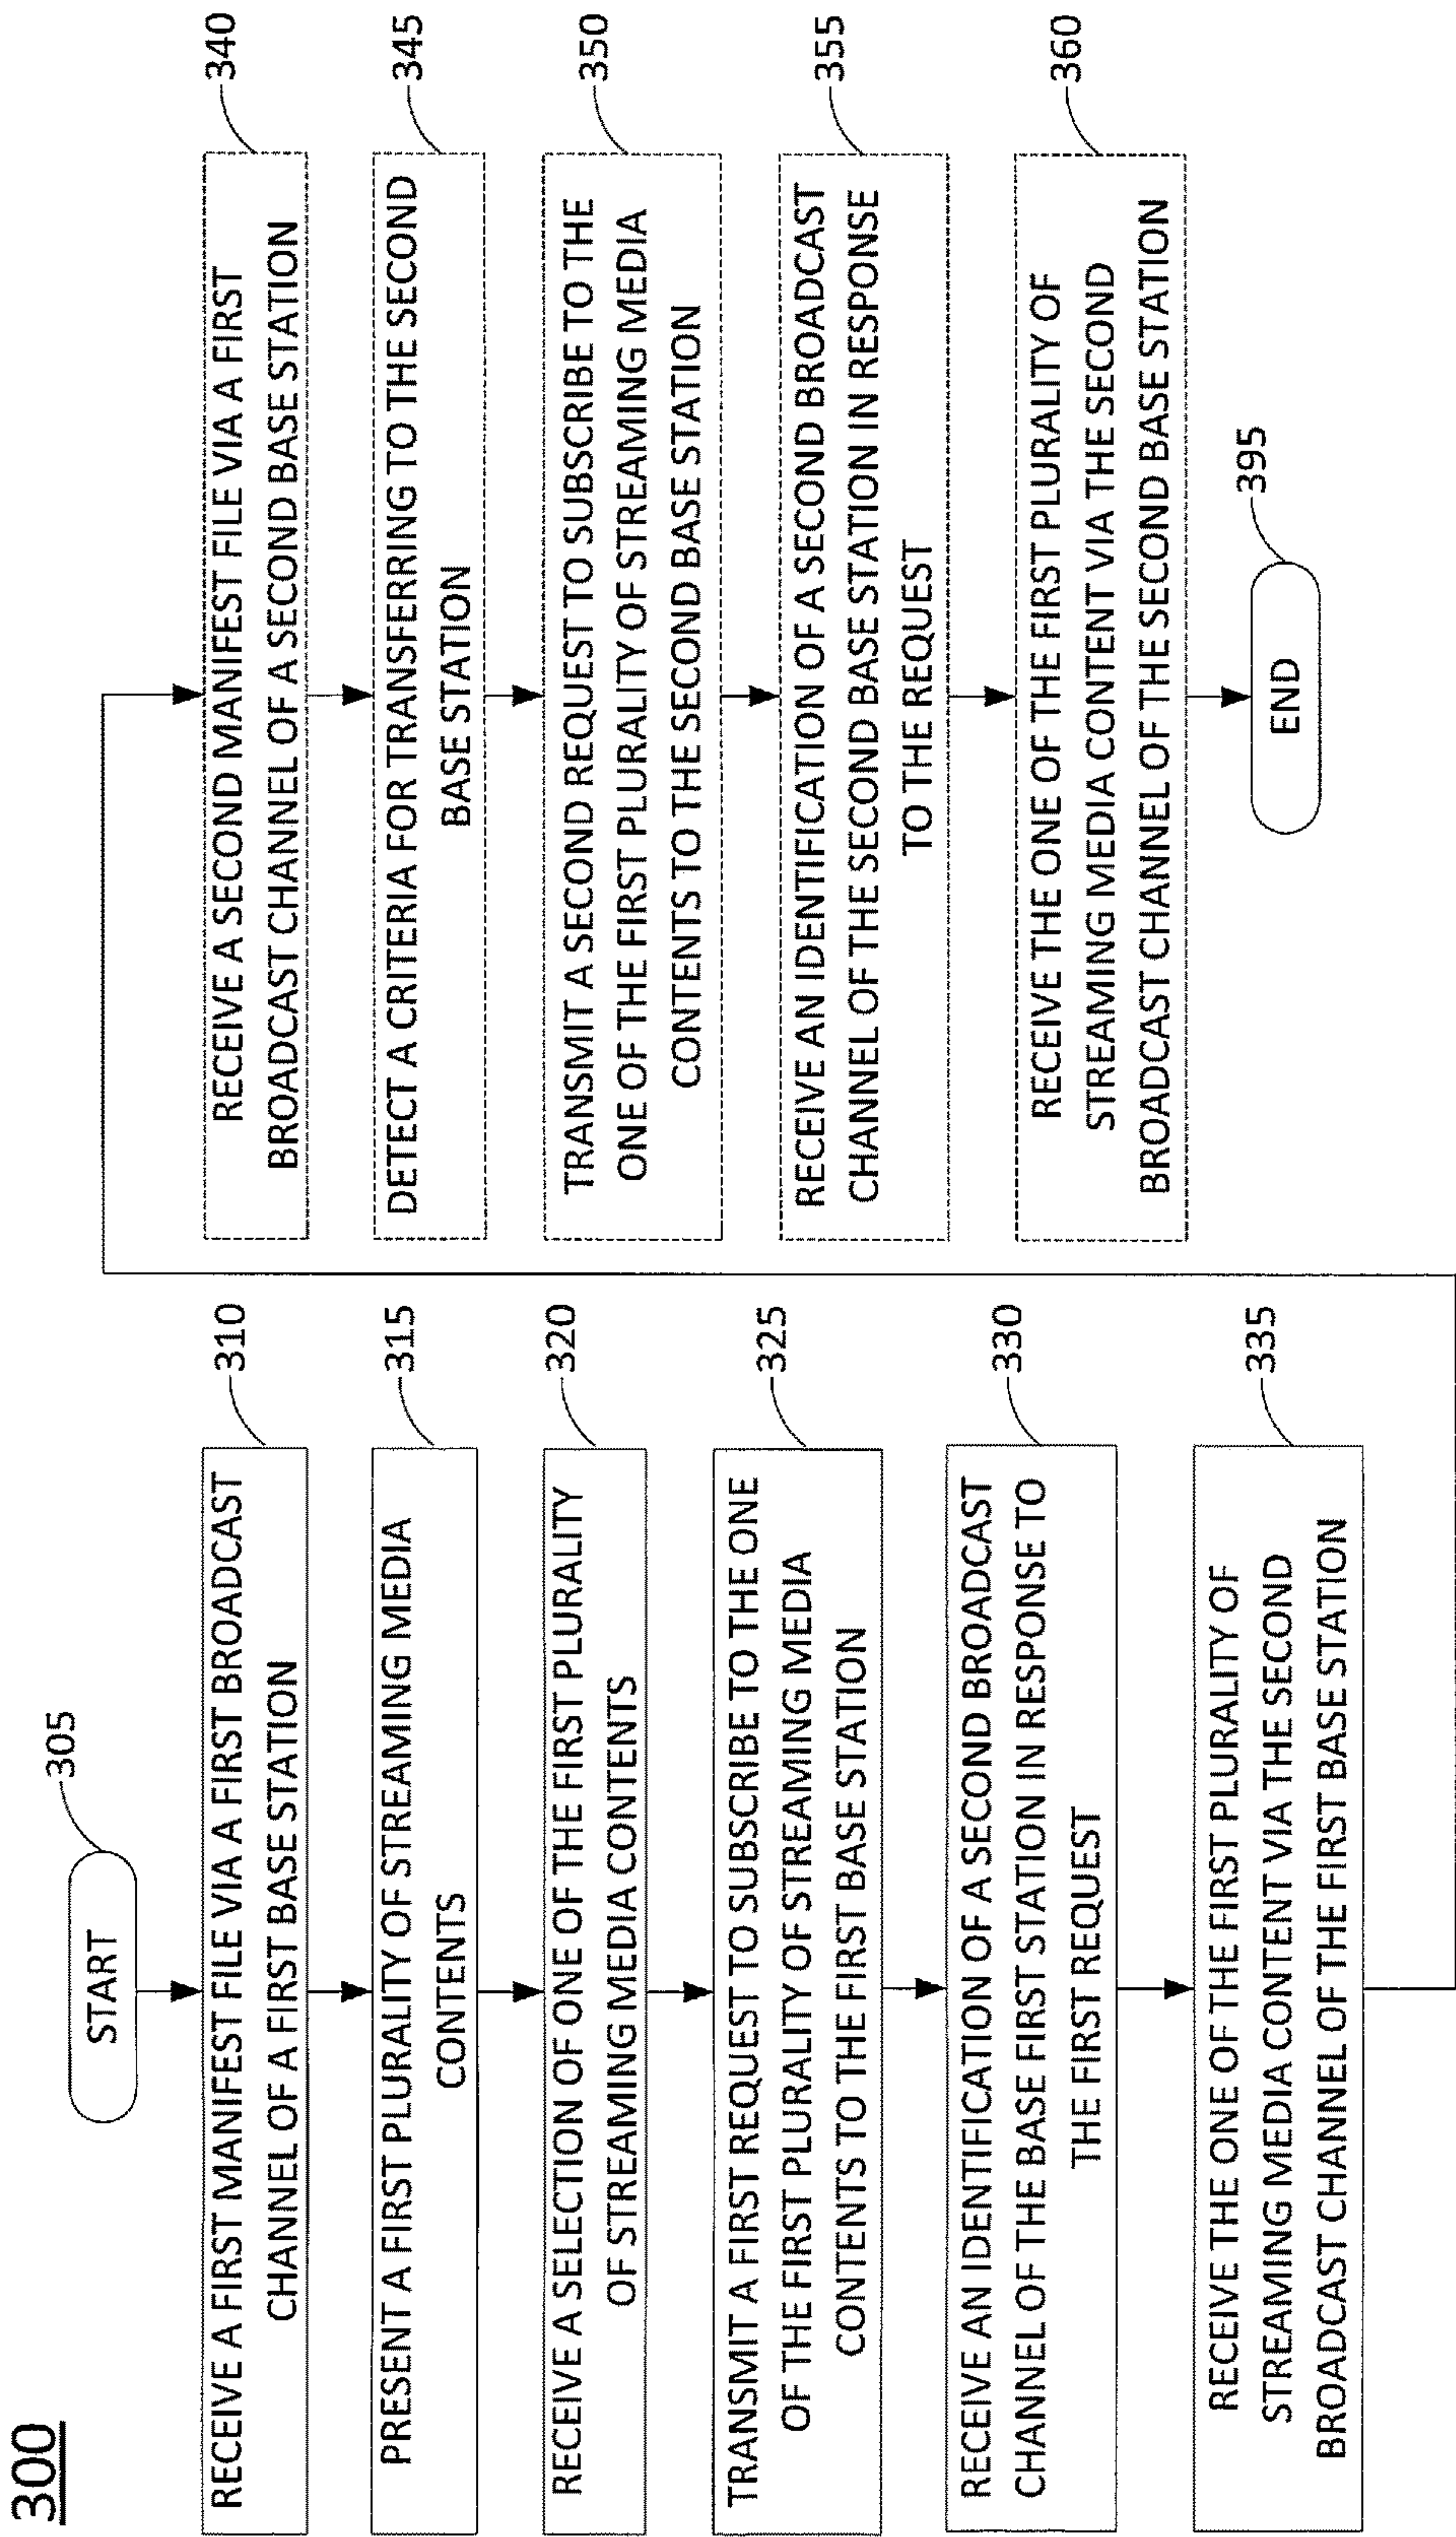 300
START
305
RECEIVE A FIRST MANIFEST FILE VIA A FIRST BROADCAST
CHANNEL OF A FIRST BASE STATION
310
PRESENT A FIRST PLURALITY OF STREAMING MEDIA
CONTENTS
315
RECEIVE A SELECTION OF ONE OF THE FIRST PLURALITY
OF STREAMING MEDIA CONTENTS
320
TRANSMIT A FIRST REQUEST TO SUBSCRIBE TO THE ONE
OF THE FIRST PLURALITY OF STREAMING MEDIA
CONTENTS TO THE FIRST BASE STATION
325
RECEIVE AN IDENTIFICATION OF A SECOND BROADCAST
CHANNEL OF THE BASE FIRST STATION IN RESPONSE TO
THE FIRST REQUEST
330
RECEIVE THE ONE OF THE FIRST PLURALITY OF
STREAMING MEDIA CONTENT VIA THE SECOND
BROADCAST CHANNEL OF THE FIRST BASE STATION
335
RECEIVE A SECOND MANIFEST FILE VIA A FIRST
BROADCAST CHANNEL OF A SECOND BASE STATION
340
DETECT A CRITERIA FOR TRANSFERRING TO THE SECOND
BASE STATION
345
TRANSMIT A SECOND REQUEST TO SUBSCRIBE TO THE
ONE OF THE FIRST PLURALITY OF STREAMING MEDIA
CONTENTS TO THE SECOND BASE STATION
350
RECEIVE AN IDENTIFICATION OF A SECOND BROADCAST
CHANNEL OF THE SECOND BASE STATION IN RESPONSE
TO THE REQUEST
355
RECEIVE THE ONE OF THE FIRST PLURALITY OF
STREAMING MEDIA CONTENT VIA THE SECOND
BROADCAST CHANNEL OF THE SECOND BASE STATION
360
END
395